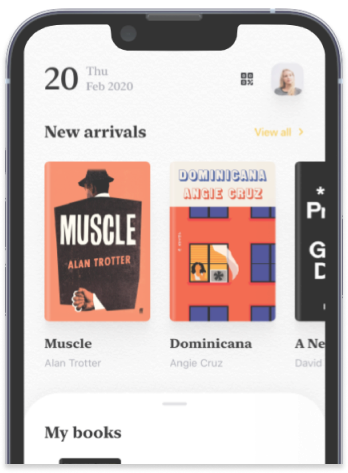 20
Thu
Feb 2020
New arrivals
View all >
MUSCLE
ALAN TROTTER
DOMINICANA
ANGIE CRUZ
Muscle
Alan Trotter
Dominicana
Angie Cruz
A Ne
David
My books